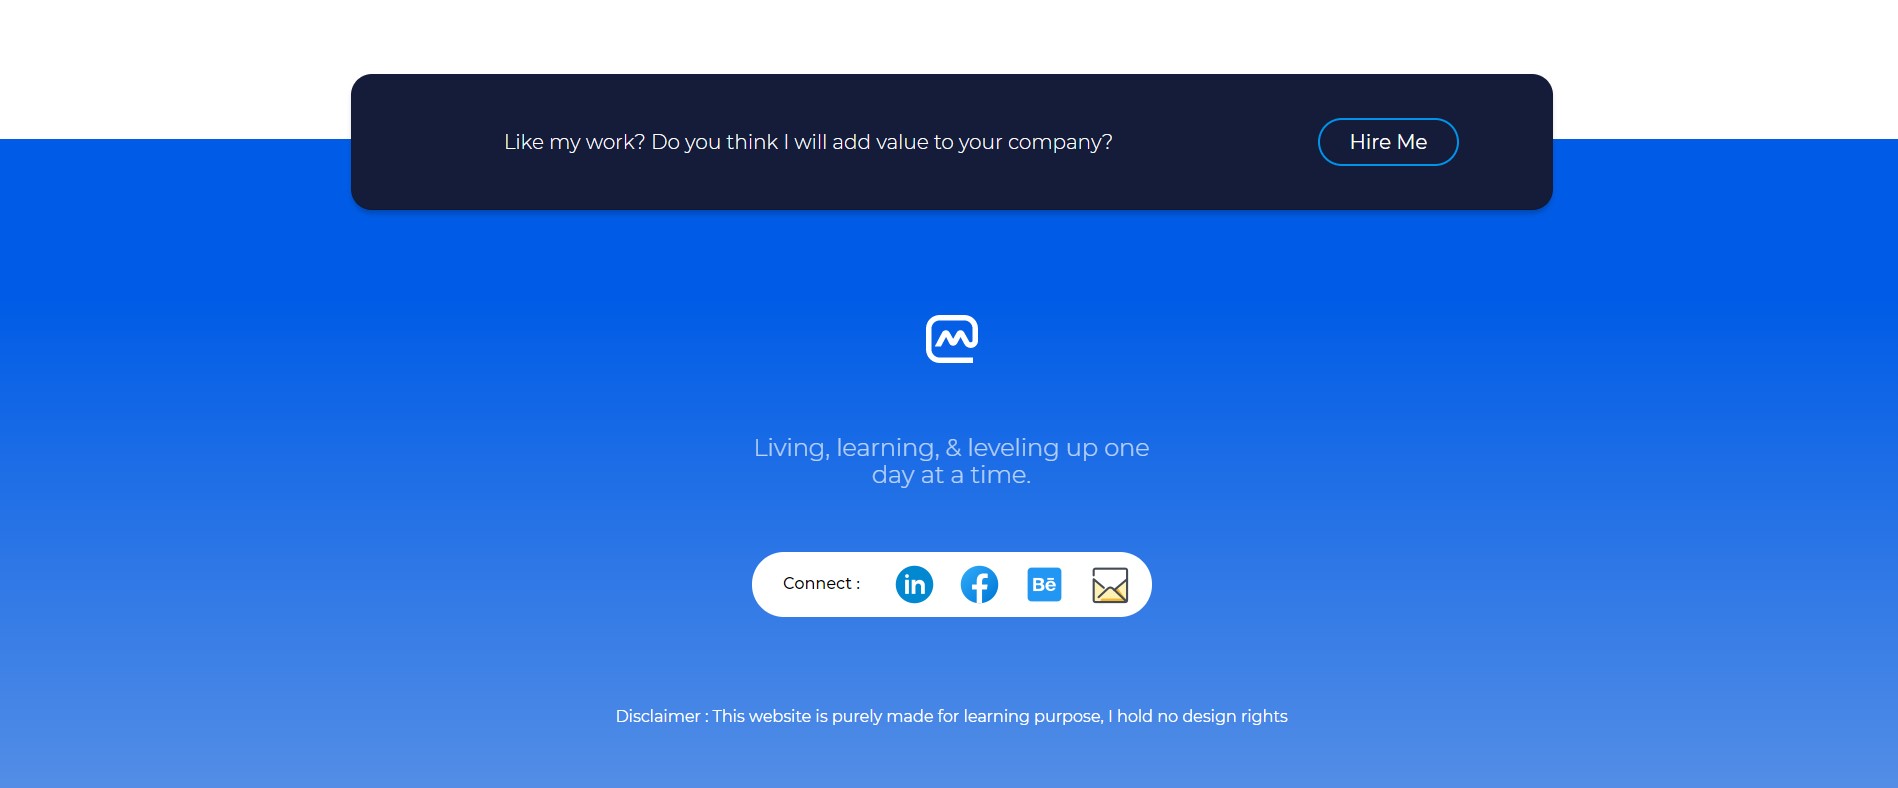 Like my work? Do you think I will add value to your company?
Hire Me
Living, learning, & leveling up one
day at a time.
Connect :
in
f
Bē
Disclaimer : This website is purely made for learning purpose, I hold no design rights